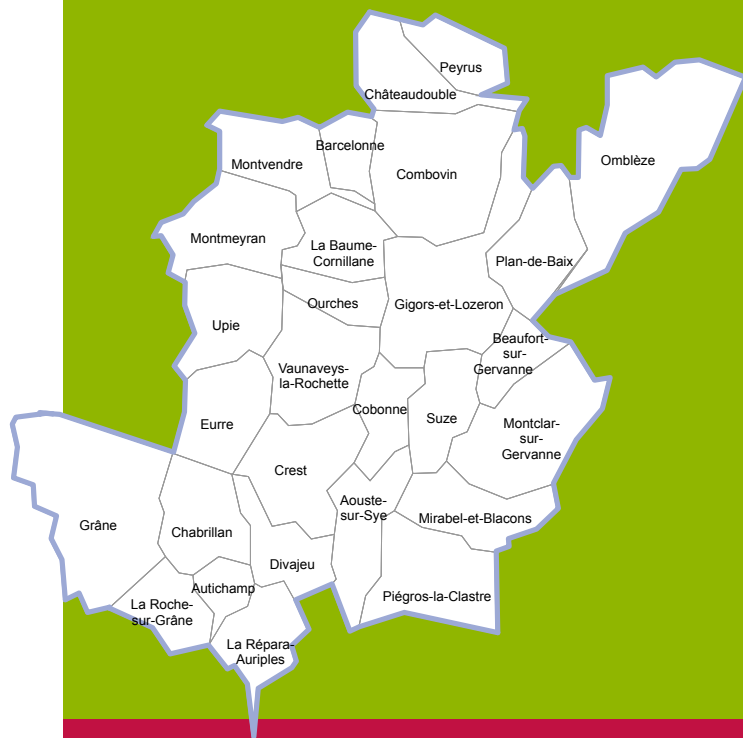 Peyrus
Châteaudouble
Barcelonne
Montvendre
Combovin
Omblèze
Montmeyran
La Baume-
Cornillane
Plan-de-Baix
Ourches
Gigors-et-Lozeron
Upie
Beaufort-
sur-
Gervanne
Vaunaveys-
la-Rochette
Cobonne
Suze
Montclar-
sur-
Gervanne
Eurre
Crest
Aouste-
sur-Sye
Mirabel-et-Blacons
Grâne
Chabrillan
Divajeu
Autichamp
Piégros-la-Clastre
La Roche-
sur-Grâne
La Répara-
Auriples